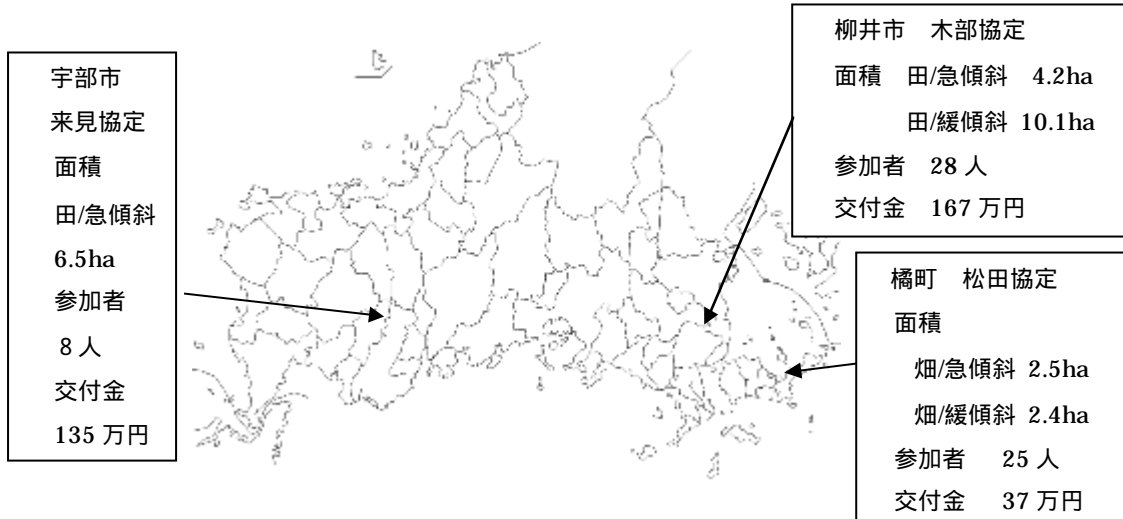 宇部市
来見協定
面積
田/急傾斜
6.5ha
参加者
８人
交付金
135 万円
柳井市　木部協定
面積　田/急傾斜　4.2ha
田/緩傾斜 10.1ha
参加者　28 人
交付金　167 万円
橘町　松田協定
面積
畑/急傾斜 2.5ha
畑/緩傾斜 2.4ha
参加者　25 人
交付金　37 万円